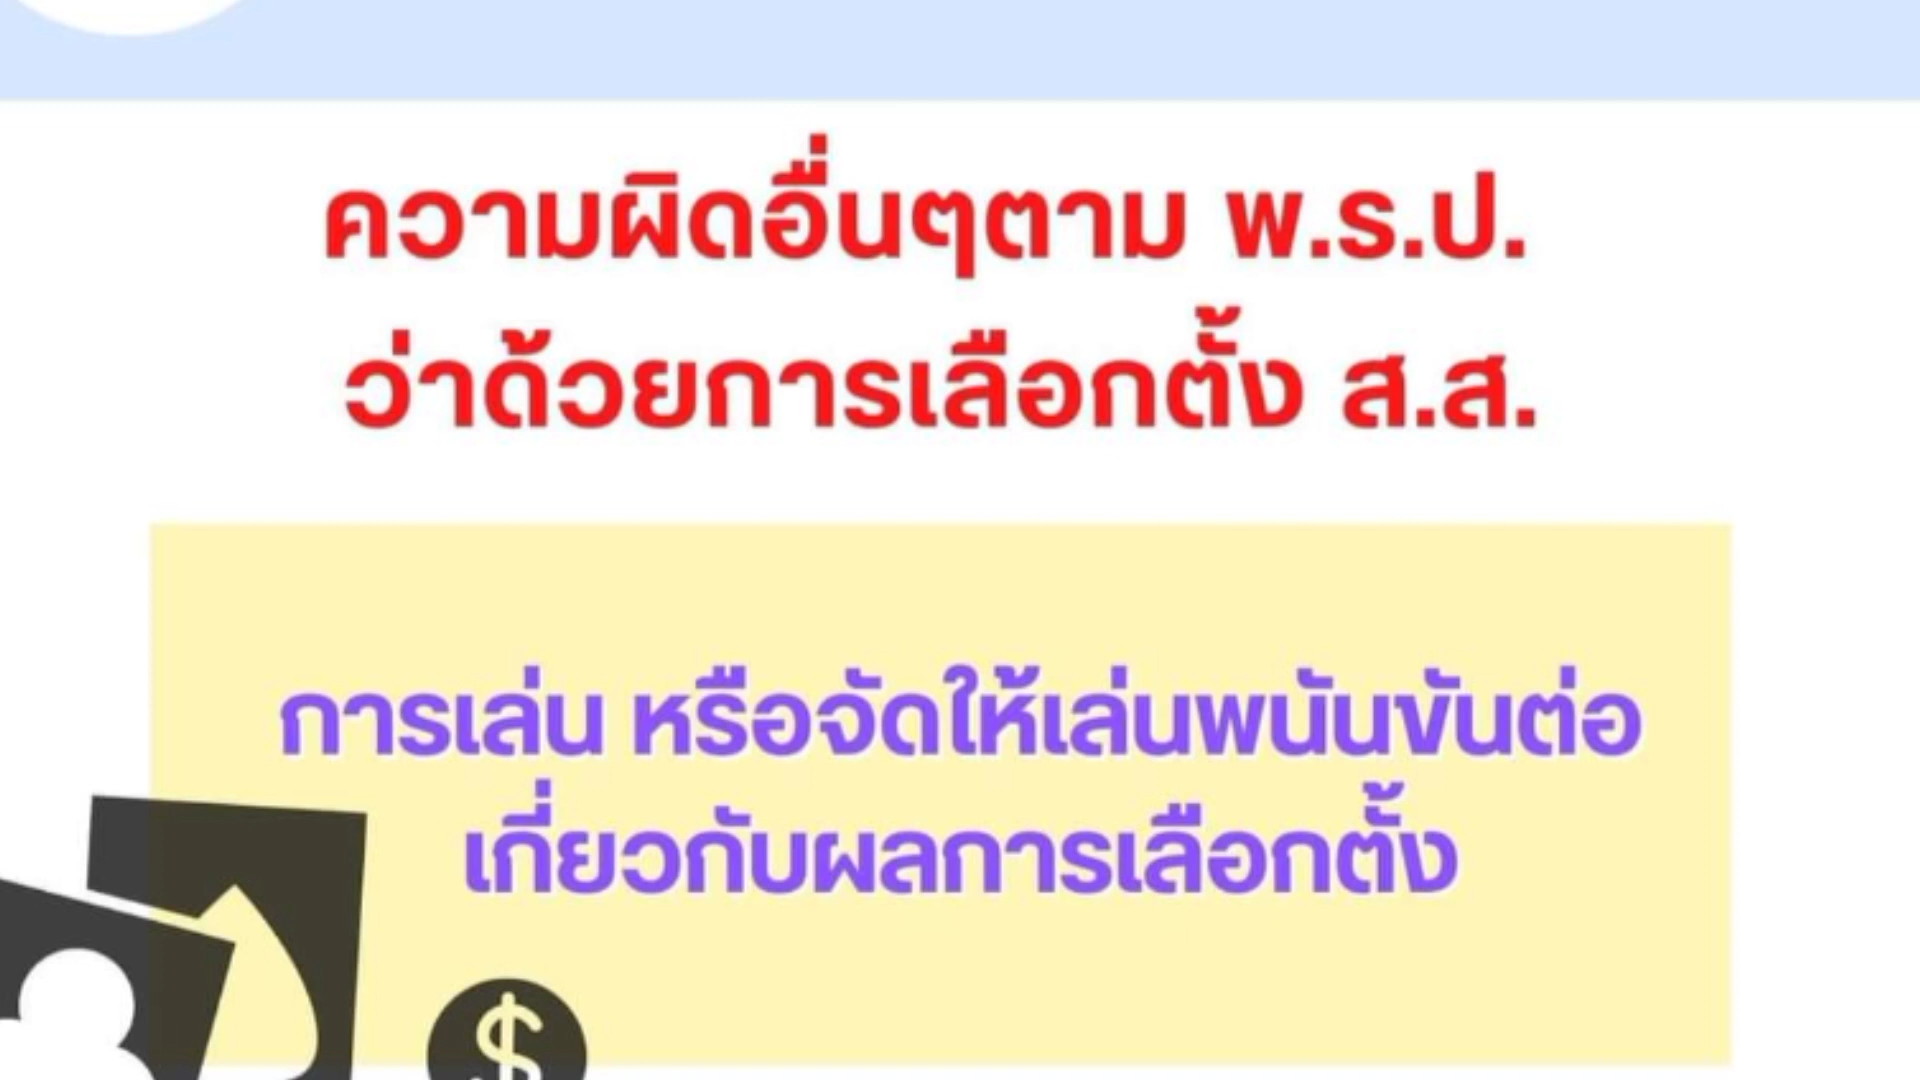 ความผิดอื่นๆตาม พ.ร.ป.
ว่าด้วยการเลือกตั้ง ส.ส.
การเล่น หรือจัดให้เล่นพนันขันต่อ
เกี่ยวกับผลการเลือกตั้ง
$